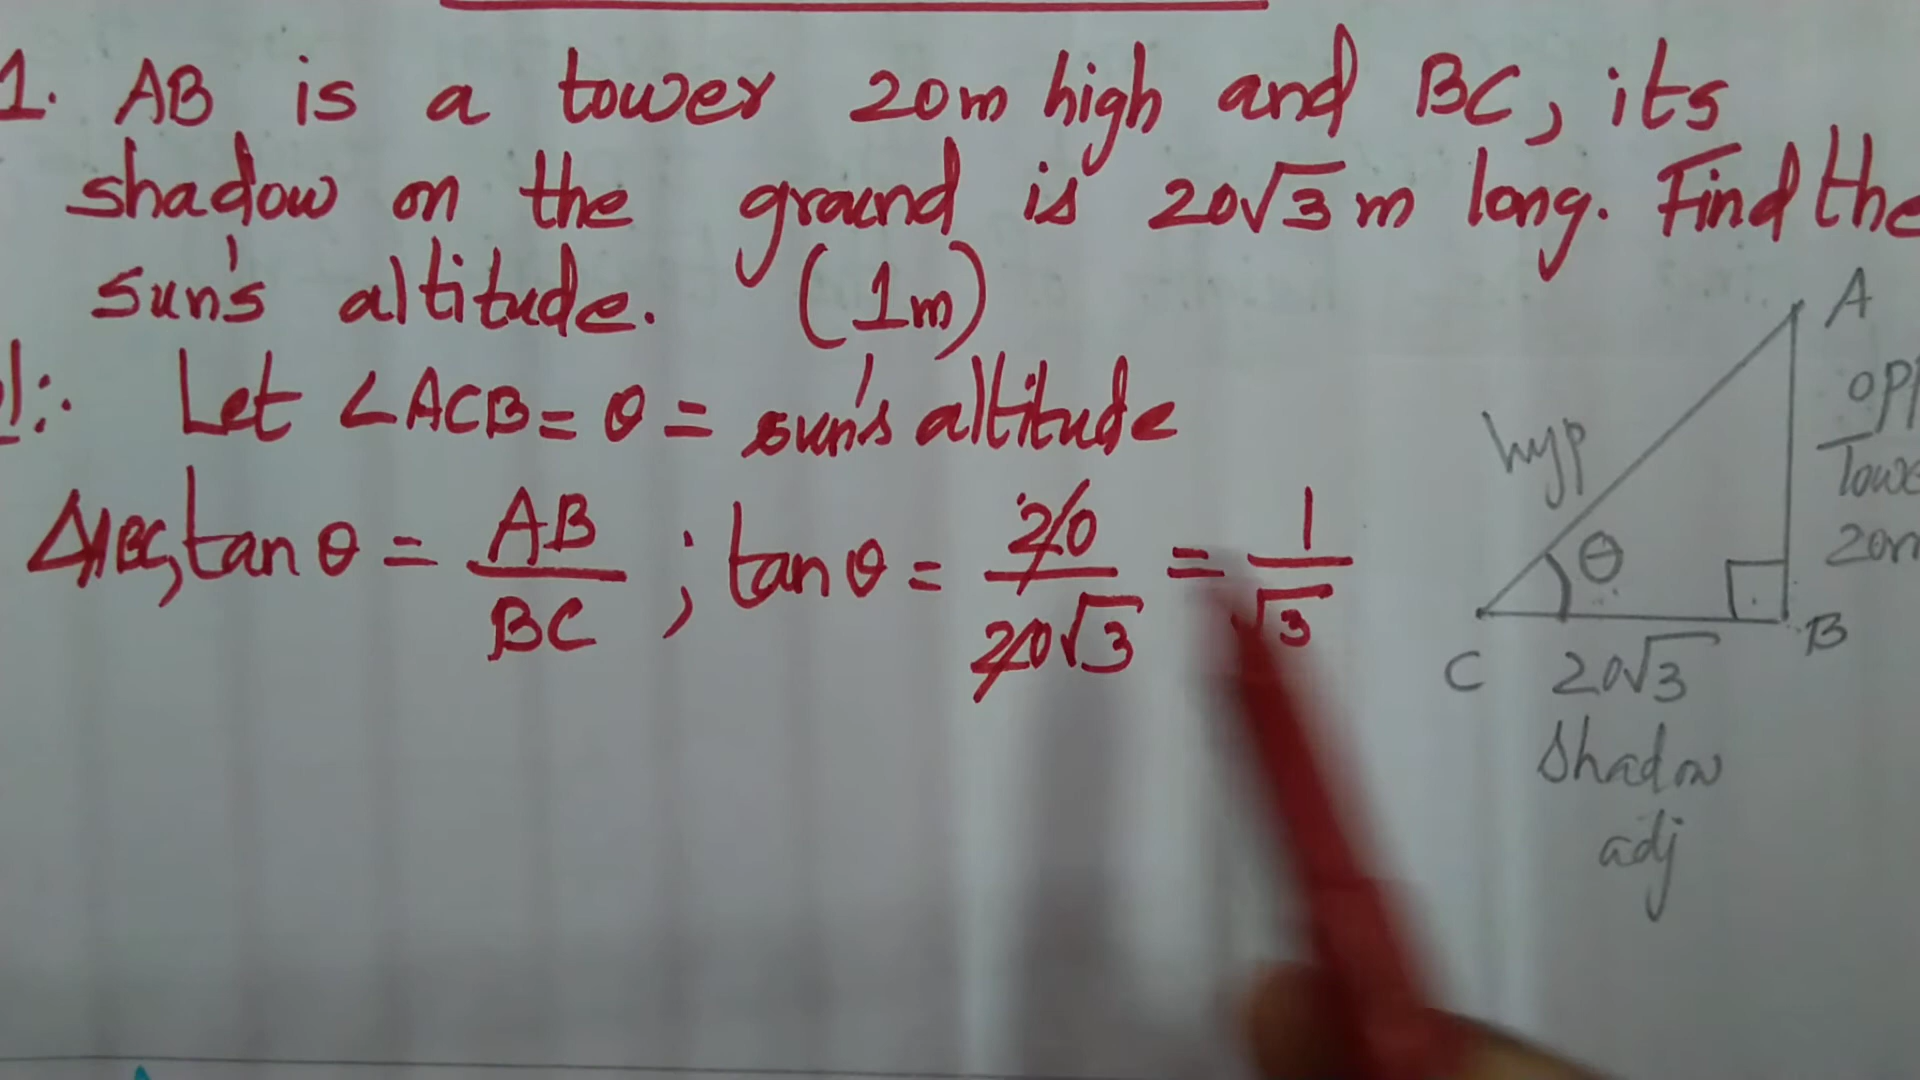 1. AB is a tower 20m high and BC, its
shadow on the ground is 20√3 m long. Find the
sun's altitude. (1m)
Let ∠ACB = θ = sun's altitude
ΔABC, tan θ = AB/BC ; tan θ = 20/20√3 = 1/√3
A
opp
hyp
20m
θ
C
B
20√3
Shadow
adj